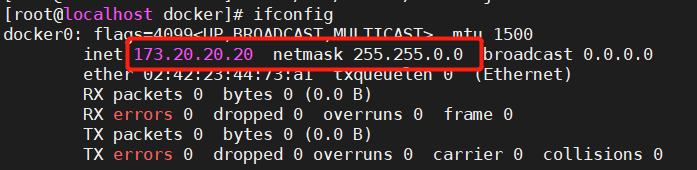 [root@localhost docker]# ifconfig
docker0: flags=4099<UP,BROADCAST,MULTICAST>  mtu 1500
        inet 173.20.20.20  netmask 255.255.0.0  broadcast 0.0.0.0
        ether 02:42:23:44:73:a1  txqueuelen 0  (Ethernet)
        RX packets 0  bytes 0 (0.0 B)
        RX errors 0  dropped 0  overruns 0  frame 0
        TX packets 0  bytes 0 (0.0 B)
        TX errors 0  dropped 0 overruns 0  carrier 0  collisions 0